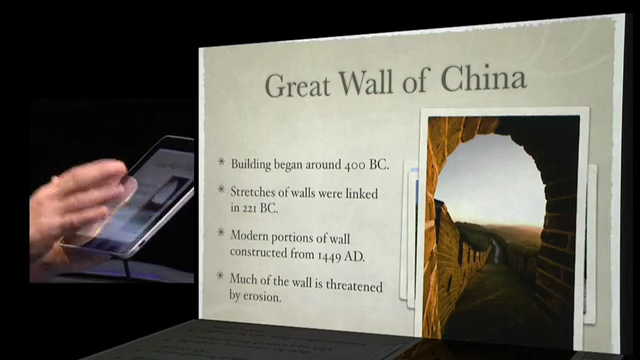 Great Wall of China
* Building began around 400 BC.
* Stretches of walls were linked
in 221 BC.
* Modern portions of wall
constructed from 1449 AD.
* Much of the wall is threatened
by erosion.